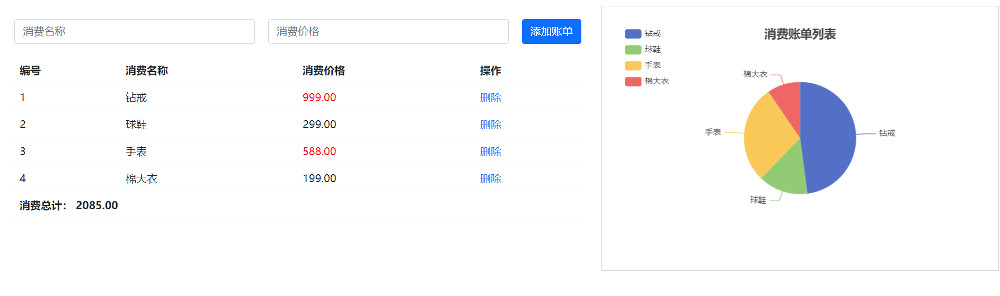 消费名称 消费价格 添加账单
编号 消费名称 消费价格 操作
1 钻戒 999.00 删除
2 球鞋 299.00 删除
3 手表 588.00 删除
4 棉大衣 199.00 删除
消费总计： 2085.00
消费账单列表
钻戒
球鞋
手表
棉大衣
棉大衣
手表
钻戒
球鞋